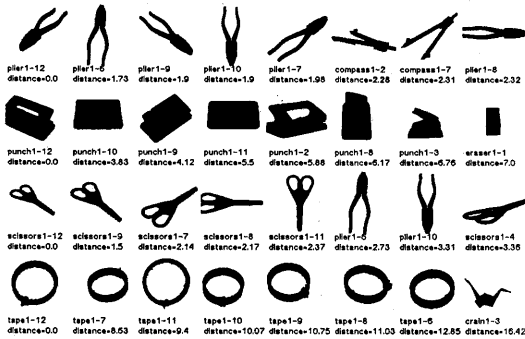 plier1-12 plier1-6 plier1-9 plier1-10 plier1-7 compass1-2 compass1-7 plier1-8
distance=0.0 distance=1.73 distance=1.9 distance=1.9 distance=1.98 distance=2.28 distance=2.31 distance=2.32
punch1-12 punch1-10 punch1-9 punch1-11 punch1-2 punch1-8 punch1-3 eraser1-1
distance=0.0 distance=3.83 distance=4.12 distance=5.5 distance=5.88 distance=6.17 distance=6.76 distance=7.0
scissors1-12 scissors1-9 scissors1-7 scissors1-8 scissors1-11 plier1-6 plier1-10 scissors1-4
distance=0.0 distance=1.5 distance=2.14 distance=2.17 distance=2.37 distance=2.73 distance=3.31 distance=3.36
tape1-12 tape1-7 tape1-11 tape1-10 tape1-9 tape1-8 tape1-6 crain1-3
distance=0.0 distance=8.53 distance=9.4 distance=10.07 distance=10.75 distance=11.03 distance=12.85 distance=16.42